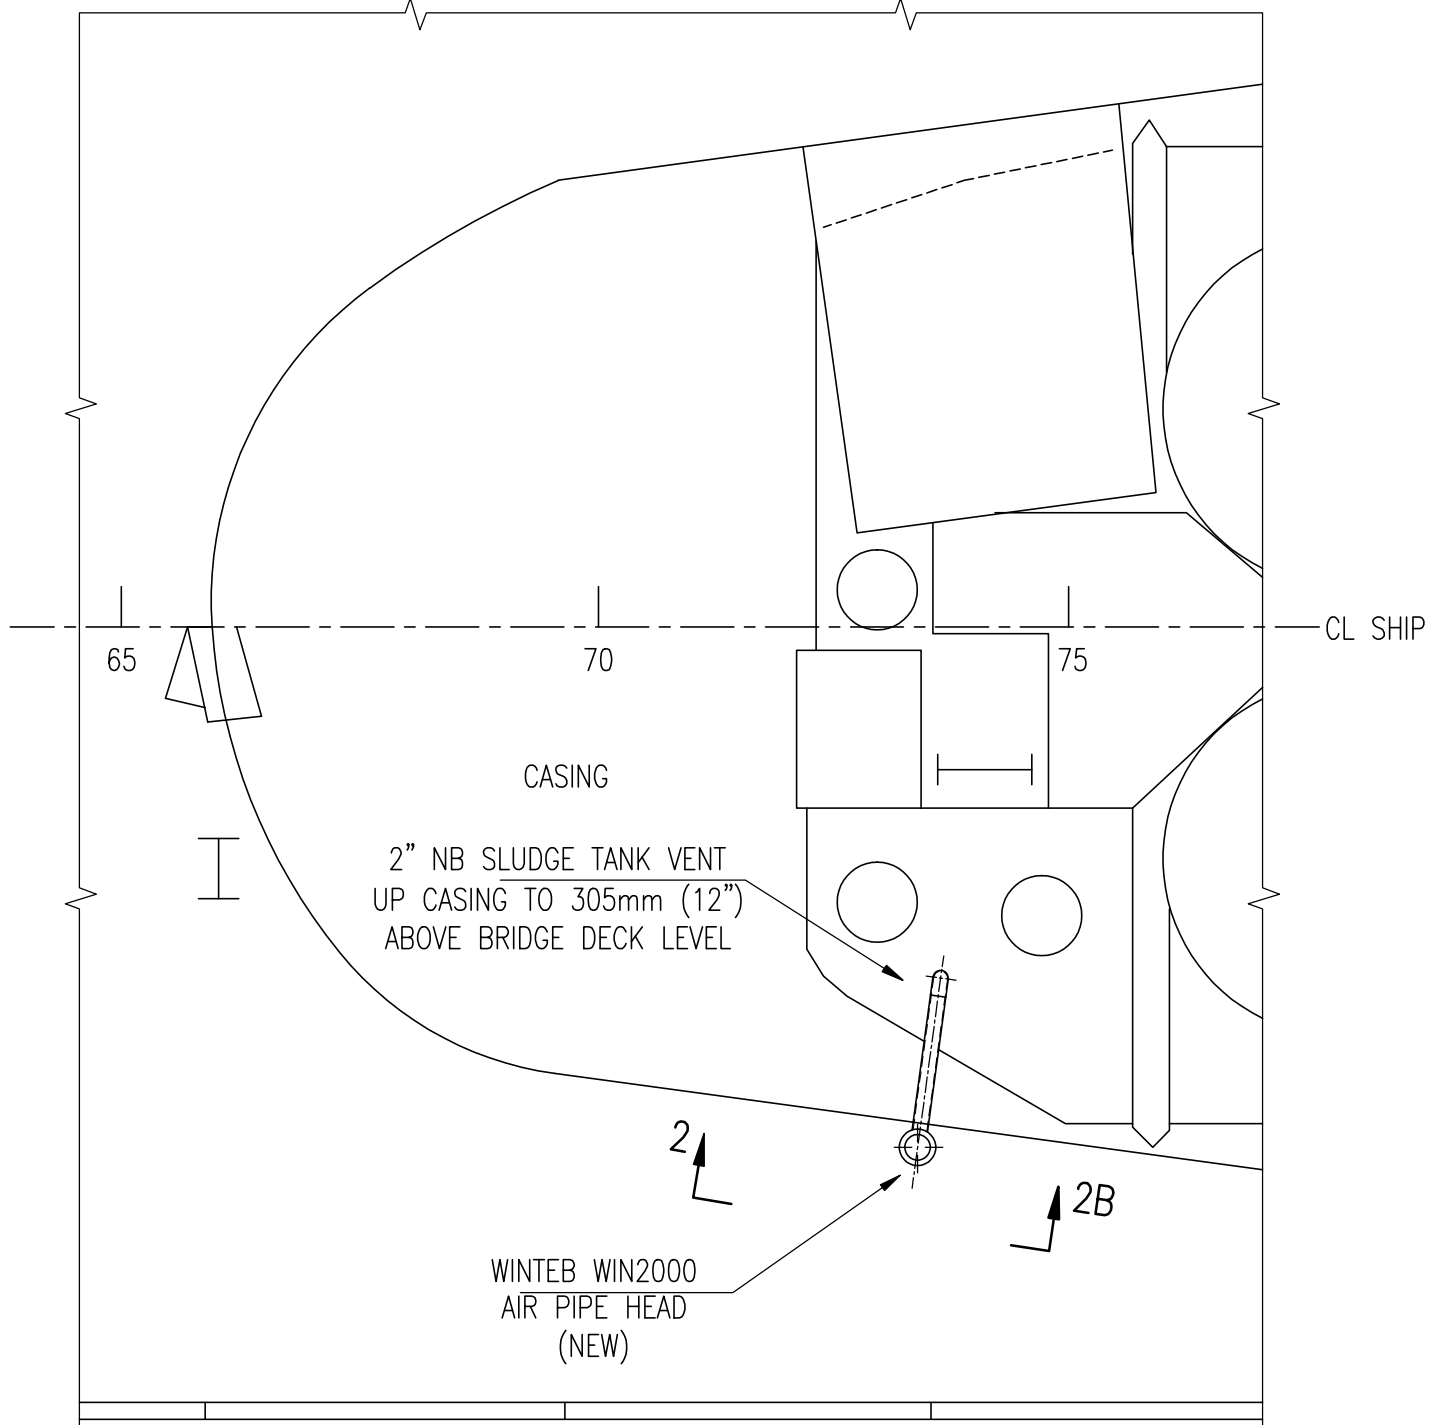 CL SHIP
65 70 75
CASING
2” NB SLUDGE TANK VENT
UP CASING TO 305mm (12”)
ABOVE BRIDGE DECK LEVEL
2
2B
WINTEB WIN2000
AIR PIPE HEAD
(NEW)